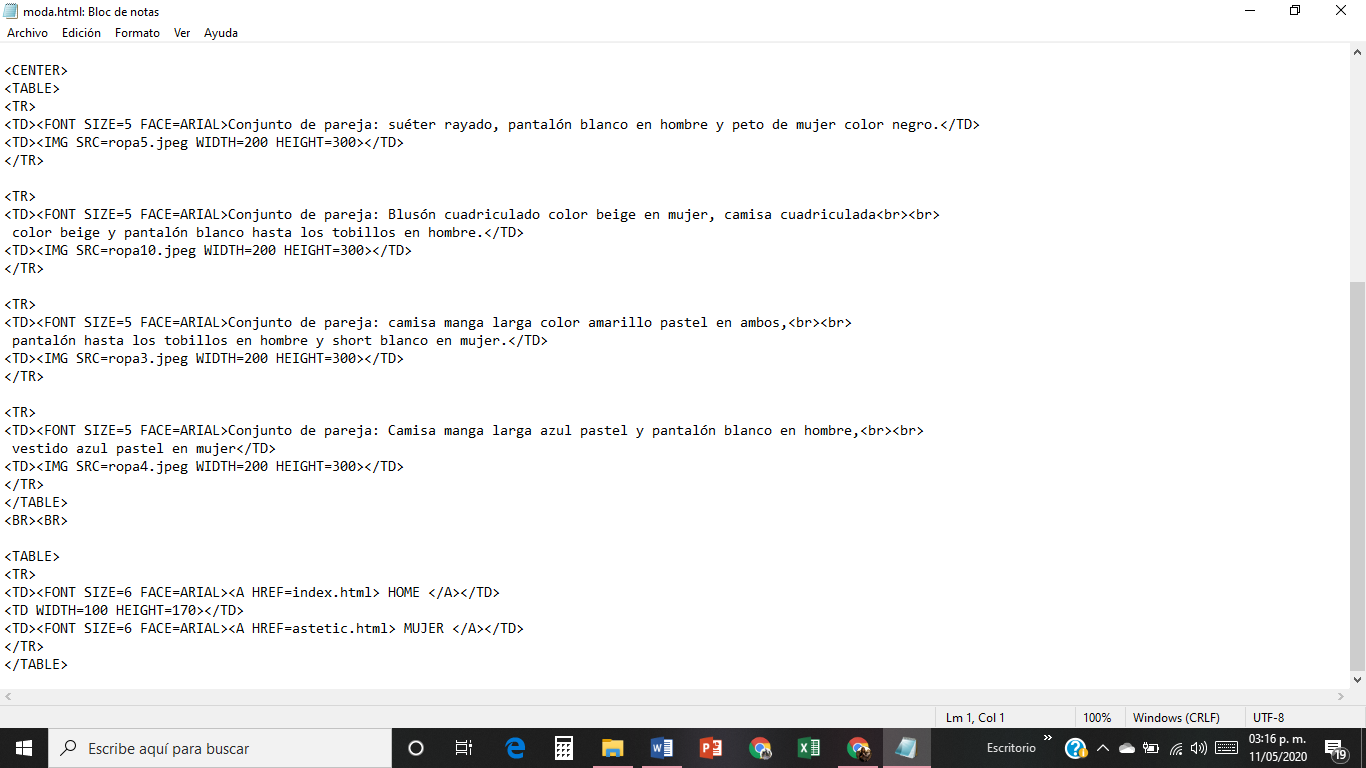 moda.html: Bloc de notas
Archivo Edición Formato Ver Ayuda
<CENTER>
<TABLE>
<TR>
<TD><FONT SIZE=5 FACE=ARIAL>Conjunto de pareja: suéter rayado, pantalón blanco en hombre y peto de mujer color negro.</TD>
<TD><IMG SRC=ropa5.jpeg WIDTH=200 HEIGHT=300></TD>
</TR>
<TR>
<TD><FONT SIZE=5 FACE=ARIAL>Conjunto de pareja: Blusón cuadriculado color beige en mujer, camisa cuadriculada<br><br>
color beige y pantalón blanco hasta los tobillos en hombre.</TD>
<TD><IMG SRC=ropa10.jpeg WIDTH=200 HEIGHT=300></TD>
</TR>
<TR>
<TD><FONT SIZE=5 FACE=ARIAL>Conjunto de pareja: camisa manga larga color amarillo pastel en ambos,<br><br>
pantalón hasta los tobillos en hombre y short blanco en mujer.</TD>
<TD><IMG SRC=ropa3.jpeg WIDTH=200 HEIGHT=300></TD>
</TR>
<TR>
<TD><FONT SIZE=5 FACE=ARIAL>Conjunto de pareja: Camisa manga larga azul pastel y pantalón blanco en hombre,<br><br>
vestido azul pastel en mujer</TD>
<TD><IMG SRC=ropa4.jpeg WIDTH=200 HEIGHT=300></TD>
</TR>
</TABLE>
<BR><BR>
<TABLE>
<TR>
<TD><FONT SIZE=6 FACE=ARIAL><A HREF=index.html> HOME </A></TD>
<TD WIDTH=100 HEIGHT=170></TD>
<TD><FONT SIZE=6 FACE=ARIAL><A HREF=astetic.html> MUJER </A></TD>
</TR>
</TABLE>
Lm 1, Col 1 100% Windows (CRLF) UTF-8
Escribe aquí para buscar
Escritorio
03:16 p. m.
11/05/2020
19